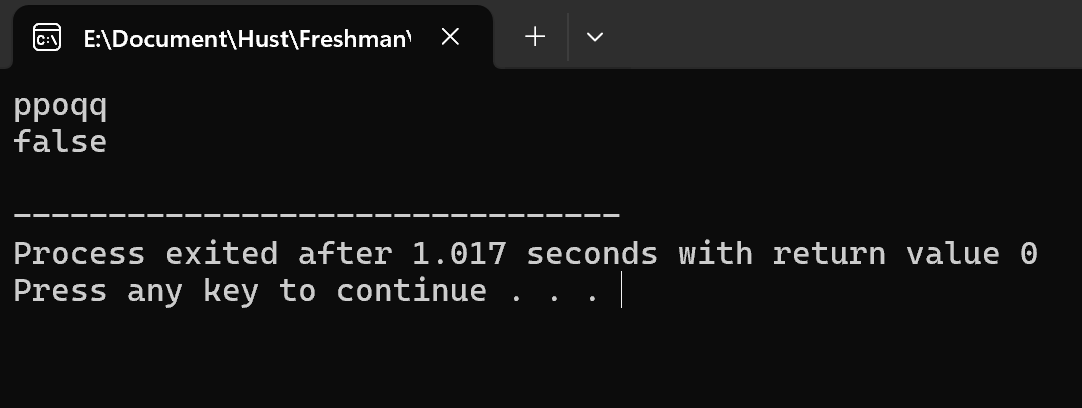 E:\Document\Hust\Freshman\
ppoqq
false
--------------------------------
Process exited after 1.017 seconds with return value 0
Press any key to continue . . .